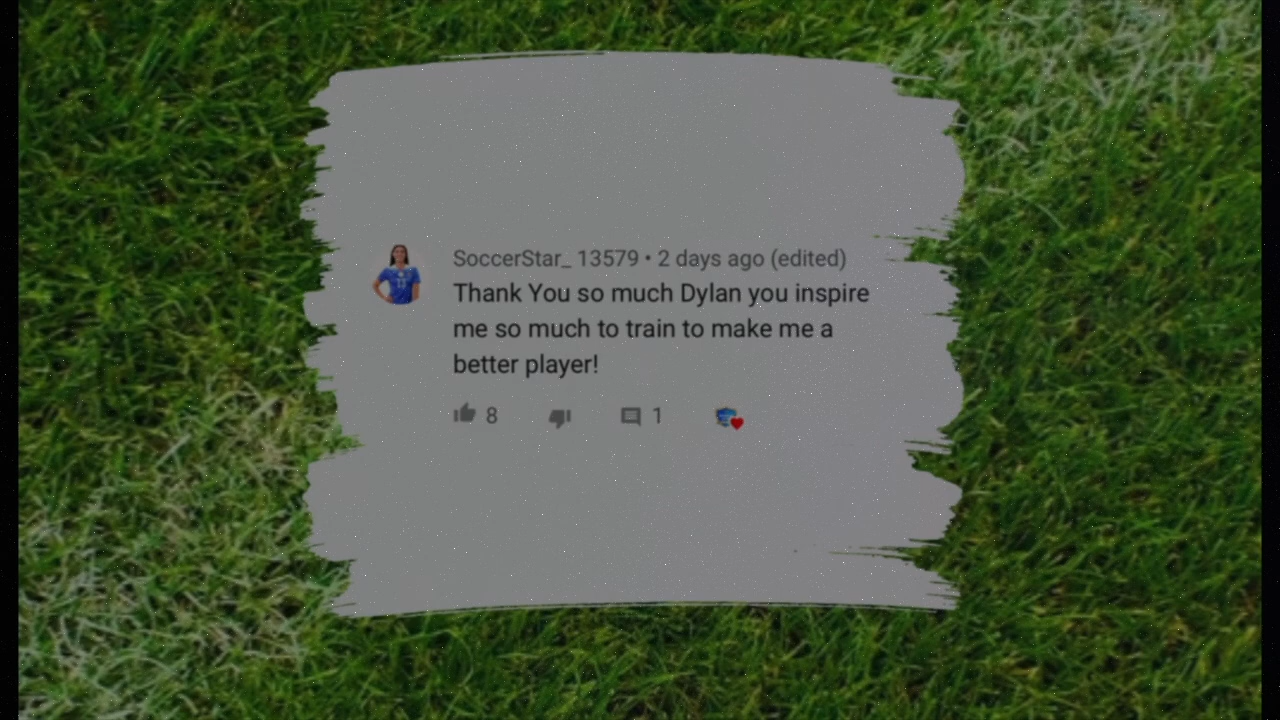 SoccerStar_ 13579 • 2 days ago (edited)
Thank You so much Dylan you inspire
me so much to train to make me a
better player!
8 1